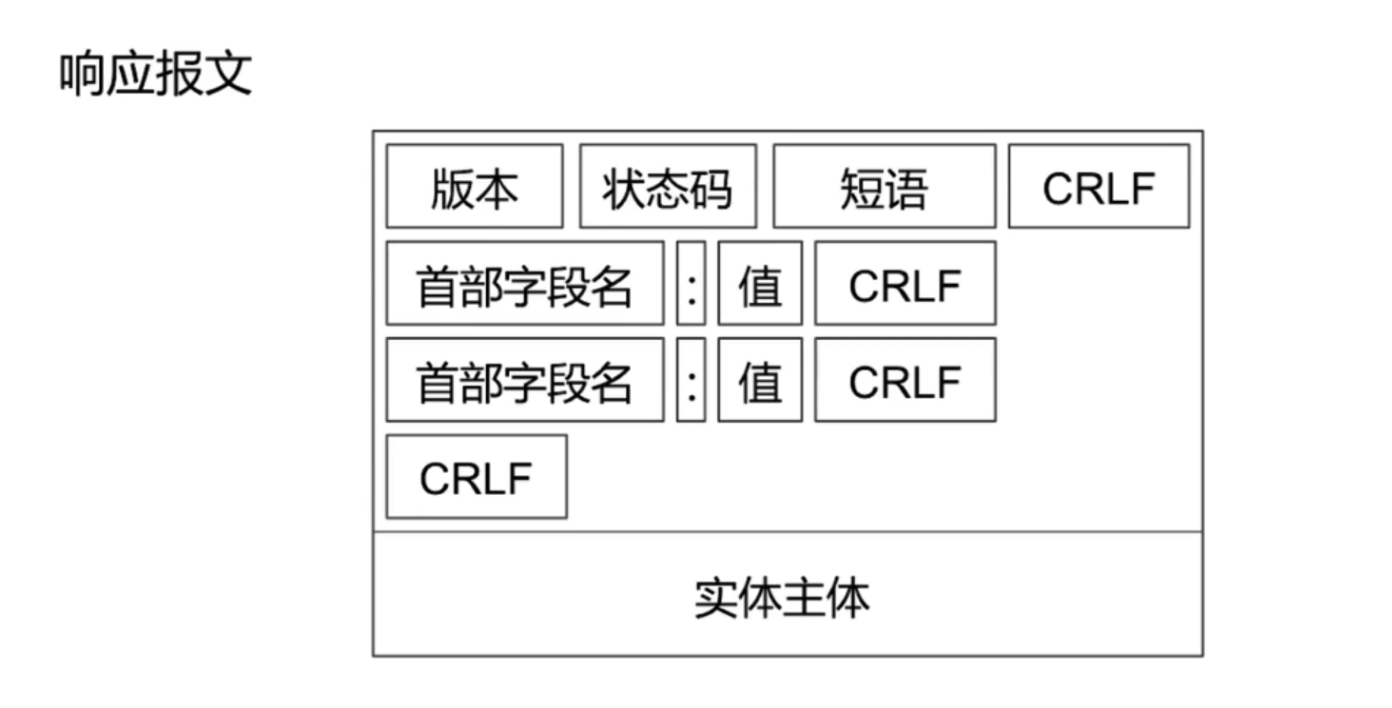 响应报文
版本 状态码 短语 CRLF
首部字段名 : 值 CRLF
首部字段名 : 值 CRLF
CRLF
实体主体